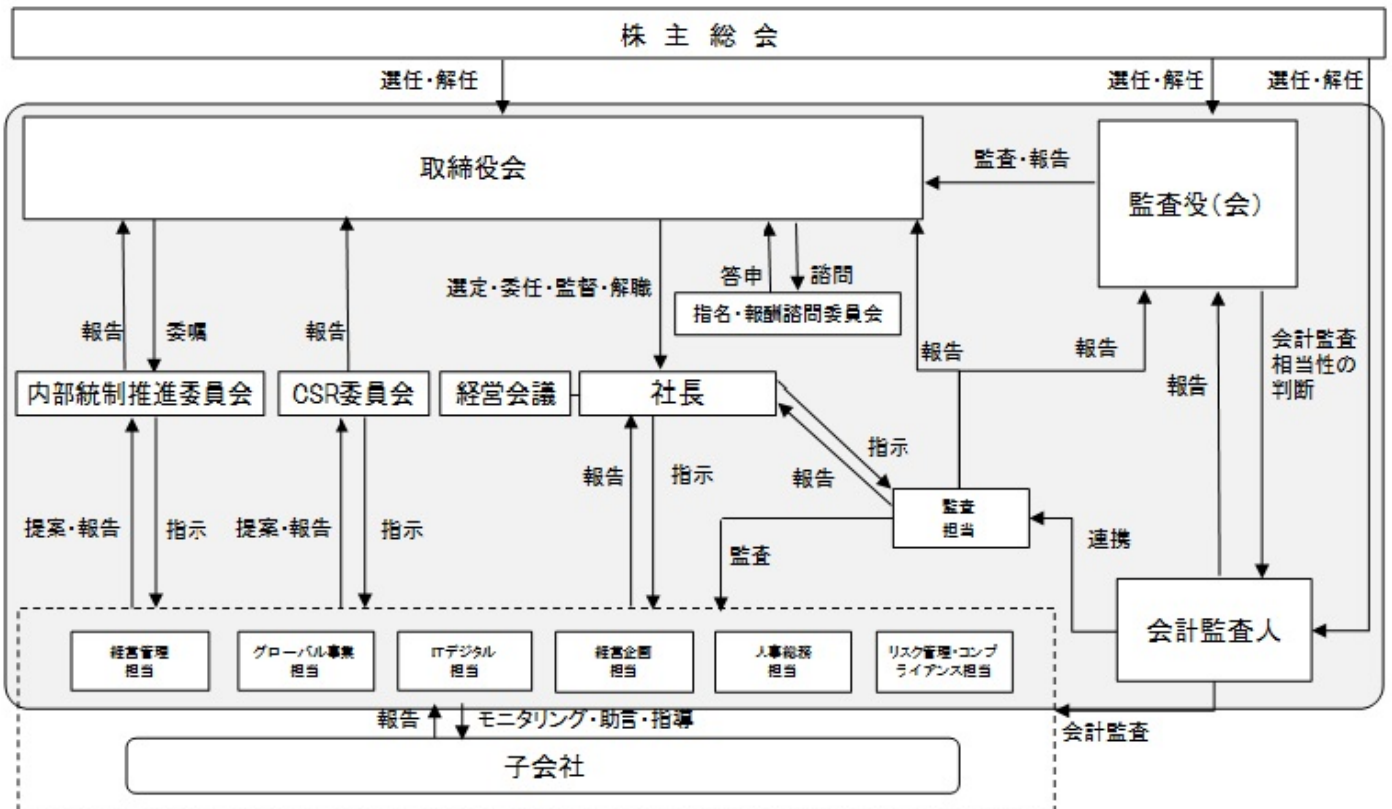 株主総会
選任・解任
選任・解任
選任・解任
取締役会
監査・報告
監査役(会)
報告
委嘱
報告
選定・委任・監督・解職
答申
諮問
指名・報酬諮問委員会
報告
報告
報告
会計監査
相当性の
判断
内部統制推進委員会
CSR委員会
経営会議
社長
提案・報告
指示
提案・報告
指示
報告
指示
報告
指示
監査
担当
監査
連携
会計監査人
経営管理
担当
グローバル事業
担当
ITデジタル
担当
経営企画
担当
人事総務
担当
リスク管理・コンプ
ライアンス担当
報告
モニタリング・助言・指導
会計監査
子会社